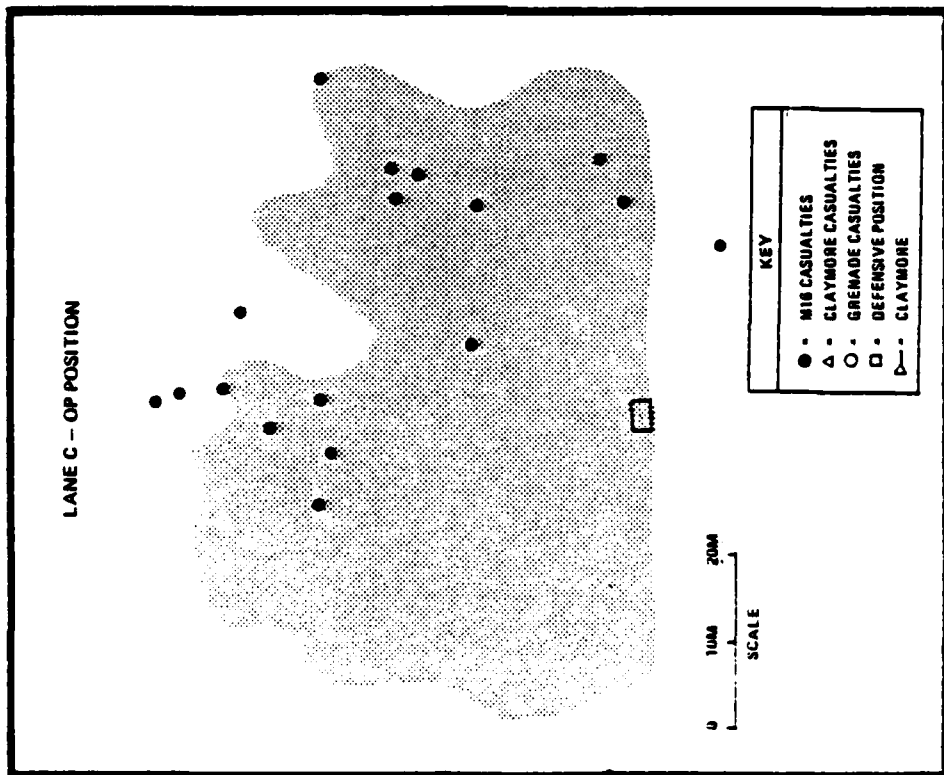 LANE C – OP POSITION
KEY
● - M16 CASUALTIES
△ - CLAYMORE CASUALTIES
○ - GRENADE CASUALTIES
□ - DEFENSIVE POSITION
▷— - CLAYMORE
0 10M 20M
SCALE